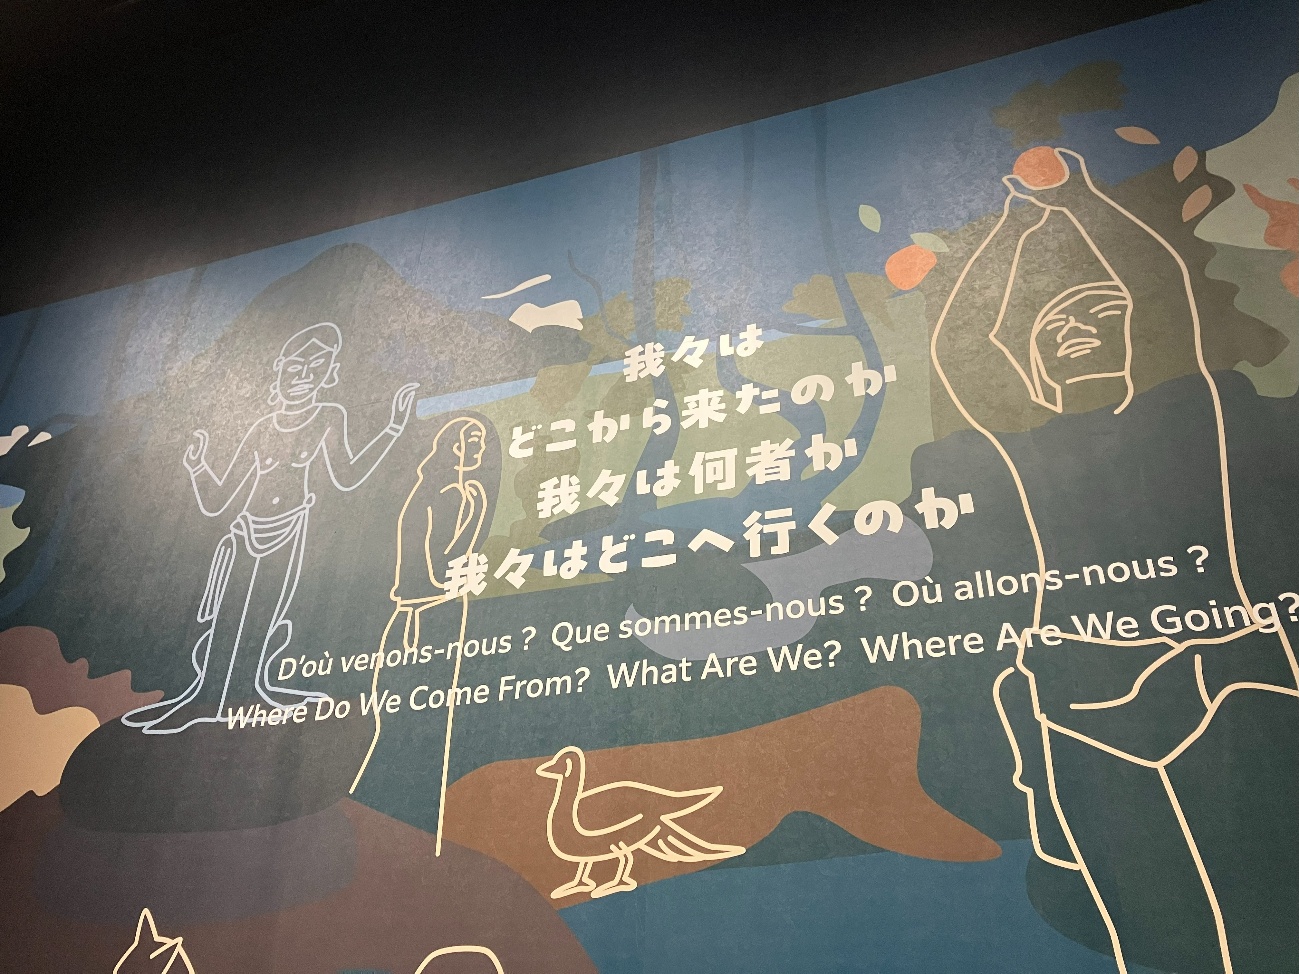 我々は
どこから来たのか
我々は何者か
我々はどこへ行くのか
D'où venons-nous ? Que sommes-nous ? Où allons-nous ?
Where Do We Come From? What Are We? Where Are We Going?